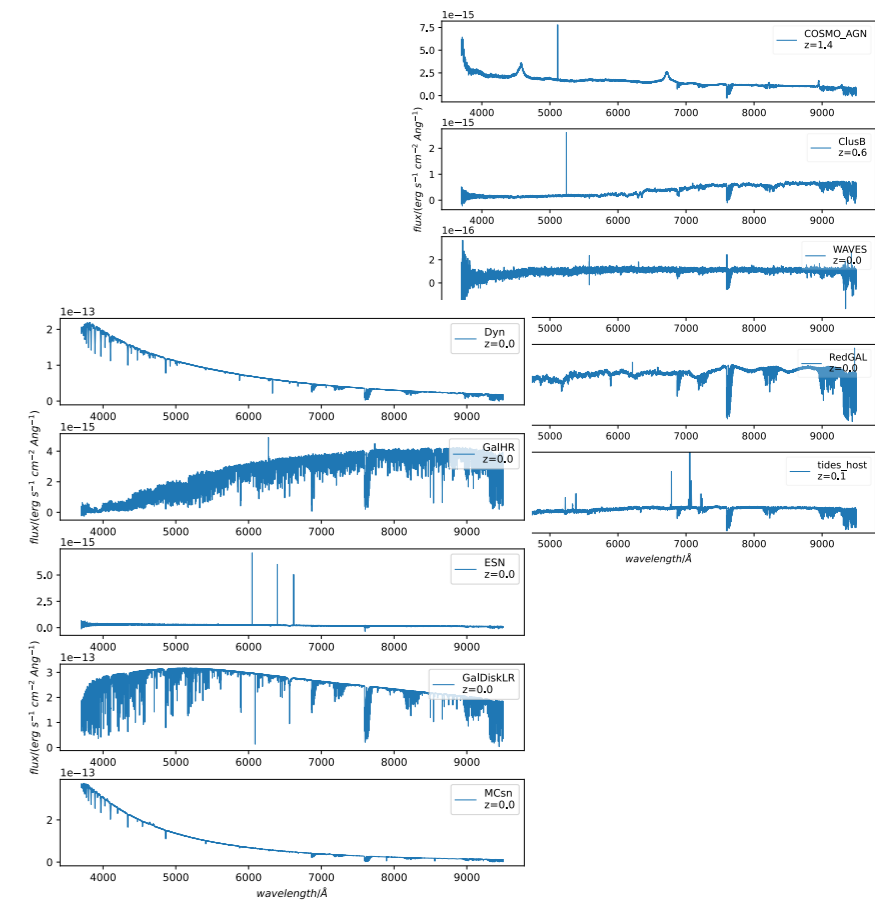 1e−15
7.5
5.0
2.5
0.0
COSMO_AGN
z=1.4
4000 5000 6000 7000 8000 9000
1e−15
2
1
0
ClusB
z=0.6
4000 5000 6000 7000 8000 9000
flux/(erg s⁻¹ cm⁻² Ang⁻¹)
1e−16
2
0
WAVES
z=0.0
5000 6000 7000 8000 9000
RedGAL
z=0.0
5000 6000 7000 8000 9000
tides_host
z=0.1
5000 6000 7000 8000 9000
wavelength/Å
1e−13
2
1
0
Dyn
z=0.0
4000 5000 6000 7000 8000 9000
1e−15
4
2
0
GalHR
z=0.0
4000 5000 6000 7000 8000 9000
flux/(erg s⁻¹ cm⁻² Ang⁻¹)
1e−15
5.0
2.5
0.0
ESN
z=0.0
4000 5000 6000 7000 8000 9000
1e−13
3
2
1
0
GalDiskLR
z=0.0
4000 5000 6000 7000 8000 9000
flux/(erg s⁻¹ cm⁻² Ang⁻¹)
1e−13
2
0
MCsn
z=0.0
4000 5000 6000 7000 8000 9000
wavelength/Å